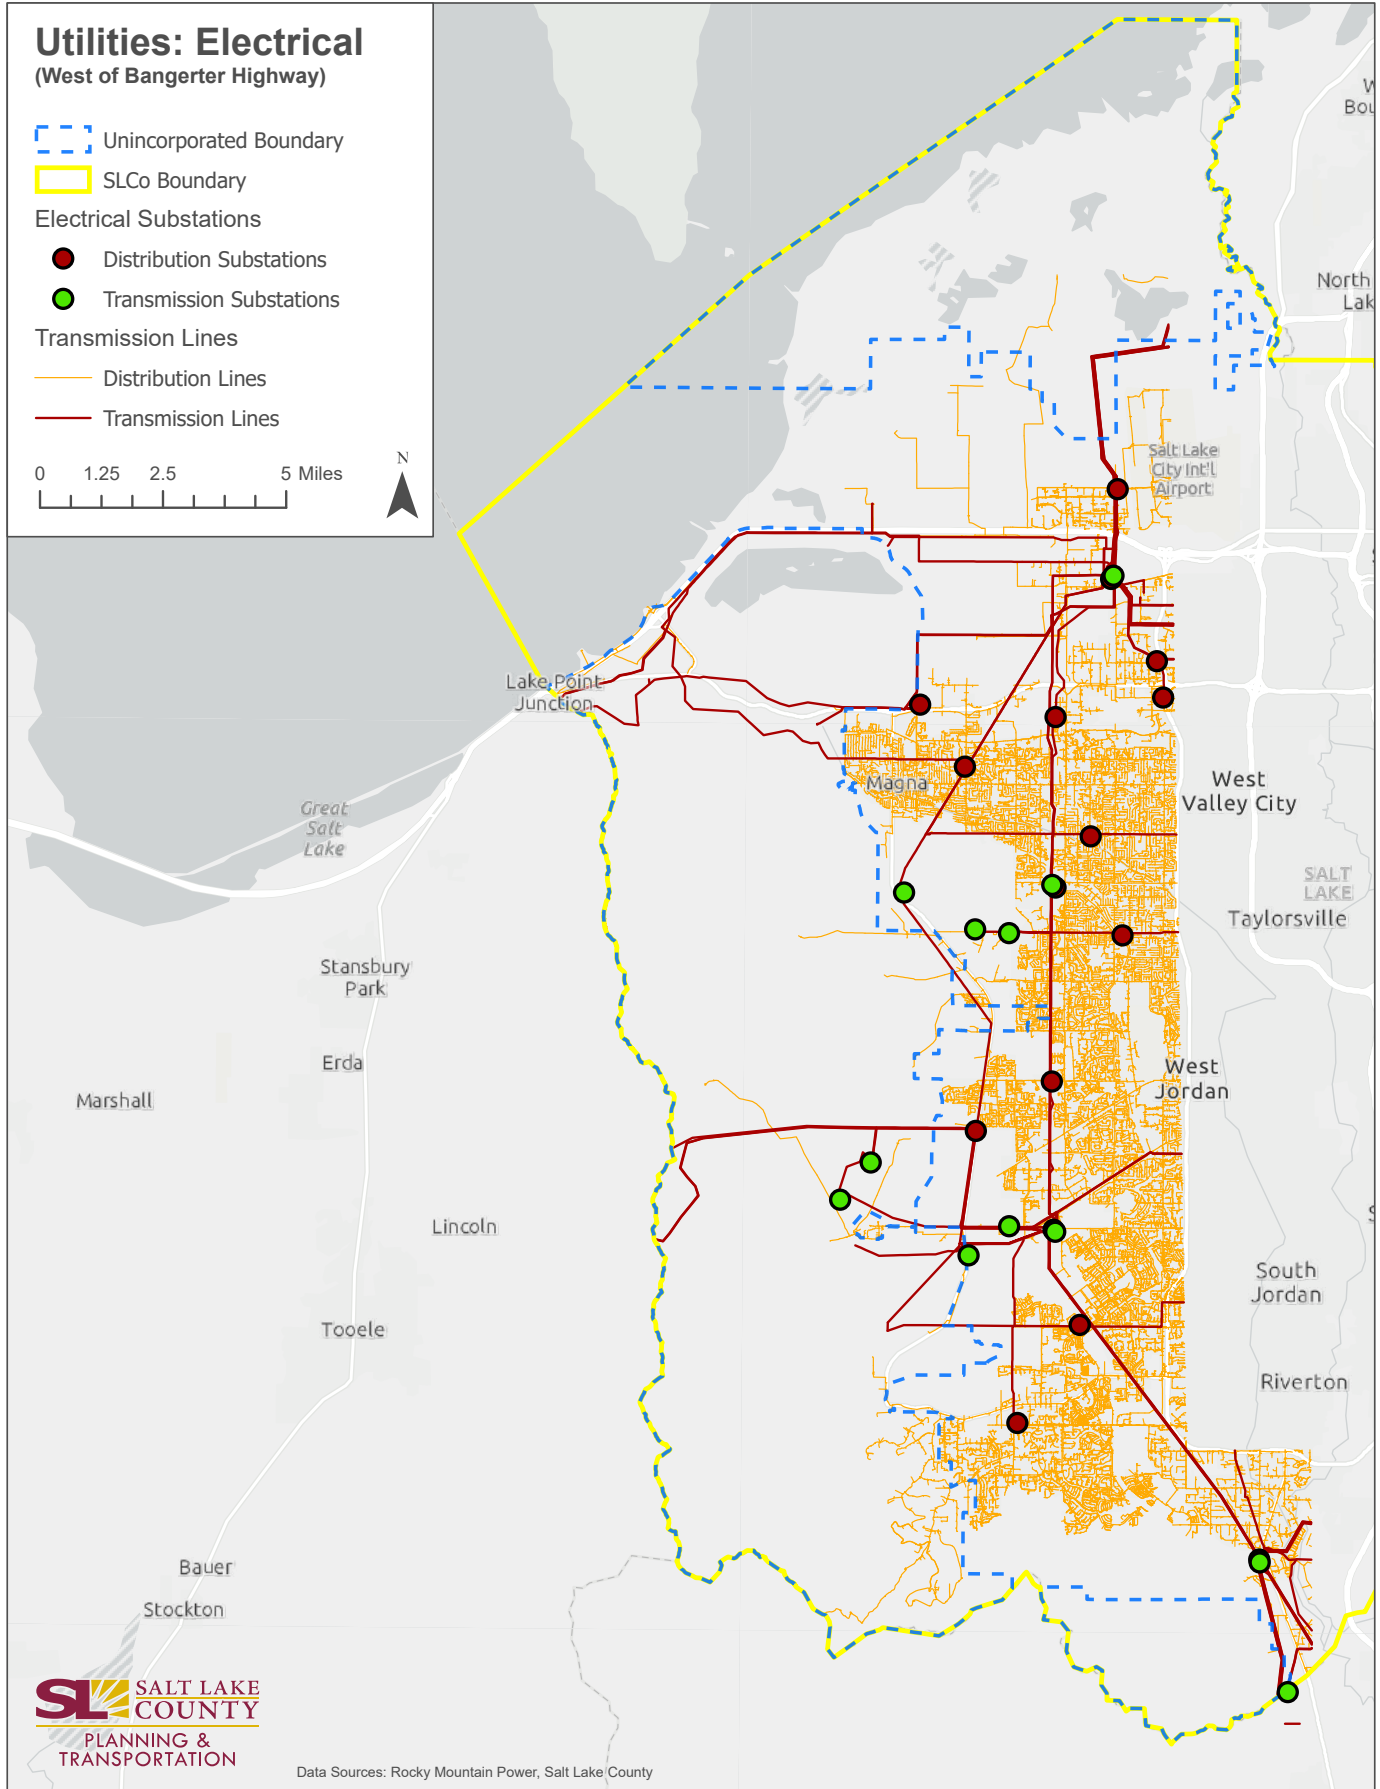 Utilities: Electrical
(West of Bangerter Highway)
Unincorporated Boundary
SLCo Boundary
Electrical Substations
Distribution Substations
Transmission Substations
Transmission Lines
Distribution Lines
Transmission Lines
0 1.25 2.5 5 Miles
N
North
Lak
Salt Lake
City Int'l
Airport
Lake Point
Junction
Magna
West
Valley City
Great
Salt
Lake
SALT
LAKE
Taylorsville
Stansbury
Park
Erda
Marshall
West
Jordan
Lincoln
South
Jordan
Tooele
Riverton
Bauer
Stockton
SL SALT LAKE
COUNTY
PLANNING &
TRANSPORTATION
Data Sources: Rocky Mountain Power, Salt Lake County